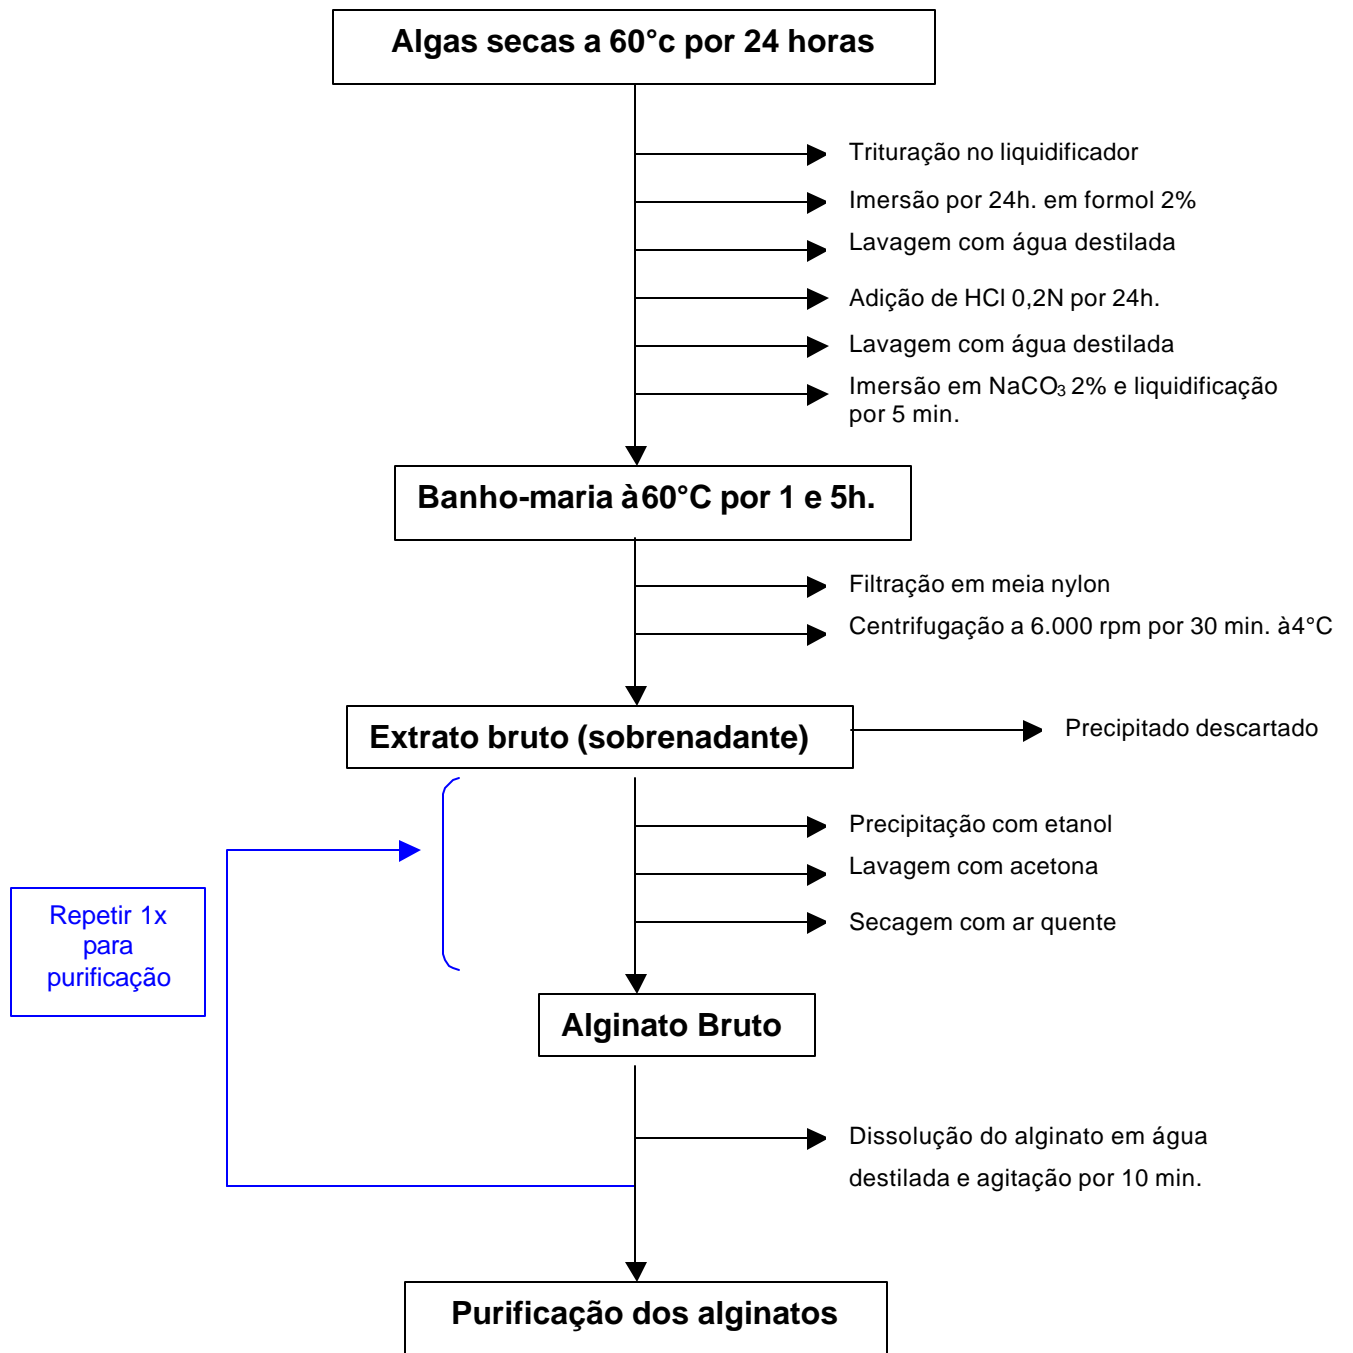 Algas secas a 60°c por 24 horas
Trituração no liquidificador
Imersão por 24h. em formol 2%
Lavagem com água destilada
Adição de HCl 0,2N por 24h.
Lavagem com água destilada
Imersão em NaCO₃ 2% e liquidificação
por 5 min.
Banho-maria à 60°C por 1 e 5h.
Filtração em meia nylon
Centrifugação a 6.000 rpm por 30 min. à 4°C
Extrato bruto (sobrenadante)
Precipitado descartado
Precipitação com etanol
Lavagem com acetona
Secagem com ar quente
Repetir 1x
para
purificação
Alginato Bruto
Dissolução do alginato em água
destilada e agitação por 10 min.
Purificação dos alginatos